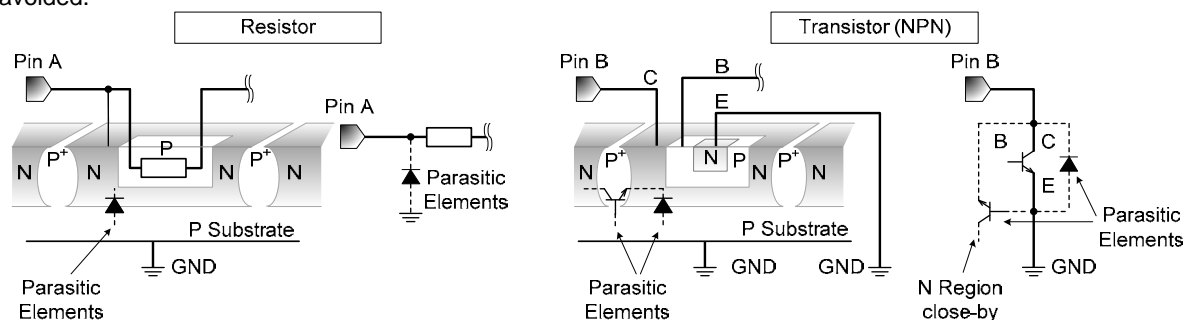 avoided.
Resistor
Transistor (NPN)
Pin A
Pin A
Pin B
C
B
E
Pin B
N
P+
N
P
N
P+
N
Parasitic
Elements
P Substrate
GND
Parasitic
Elements
N
P+
N
N
P
P+
N
N
P Substrate
GND
GND
Parasitic
Elements
B
C
E
Parasitic
Elements
GND
N Region
close-by